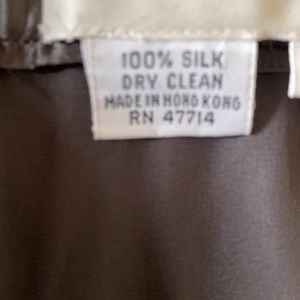 100% SILK
DRY CLEAN
MADE IN HONG KONG
RN 47714